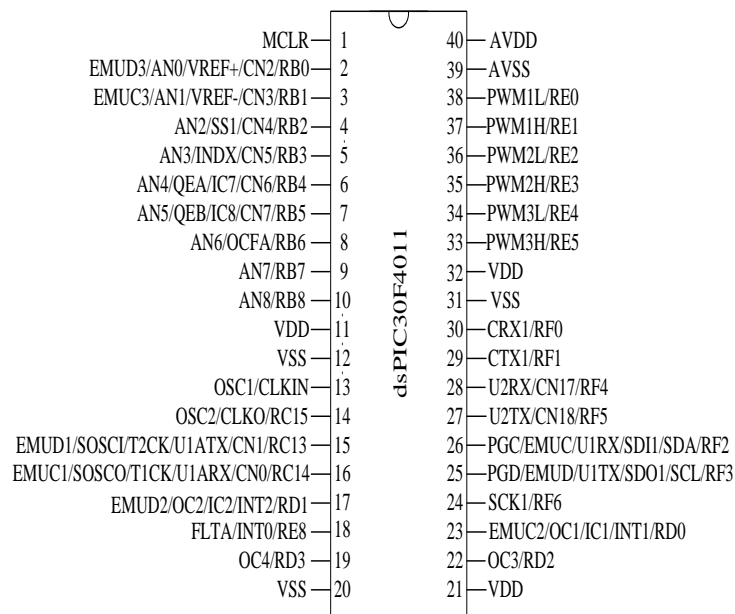 MCLR 1 40 AVDD
EMUD3/AN0/VREF+/CN2/RB0 2 39 AVSS
EMUC3/AN1/VREF-/CN3/RB1 3 38 PWM1L/RE0
AN2/SS1/CN4/RB2 4 37 PWM1H/RE1
AN3/INDX/CN5/RB3 5 36 PWM2L/RE2
AN4/QEA/IC7/CN6/RB4 6 35 PWM2H/RE3
AN5/QEB/IC8/CN7/RB5 7 34 PWM3L/RE4
AN6/OCFA/RB6 8 33 PWM3H/RE5
AN7/RB7 9 32 VDD
AN8/RB8 10 31 VSS
VDD 11 30 CRX1/RF0
VSS 12 29 CTX1/RF1
OSC1/CLKIN 13 28 U2RX/CN17/RF4
OSC2/CLKO/RC15 14 27 U2TX/CN18/RF5
EMUD1/SOSCI/T2CK/U1ATX/CN1/RC13 15 26 PGC/EMUC/U1RX/SDI1/SDA/RF2
EMUC1/SOSCO/T1CK/U1ARX/CN0/RC14 16 25 PGD/EMUD/U1TX/SDO1/SCL/RF3
EMUD2/OC2/IC2/INT2/RD1 17 24 SCK1/RF6
FLTA/INT0/RE8 18 23 EMUC2/OC1/IC1/INT1/RD0
OC4/RD3 19 22 OC3/RD2
VSS 20 21 VDD
dsPIC30F4011